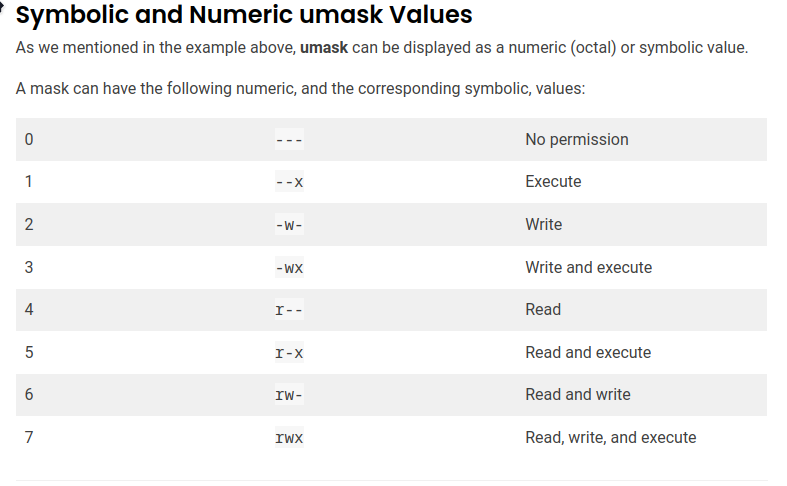 Symbolic and Numeric umask Values
As we mentioned in the example above, umask can be displayed as a numeric (octal) or symbolic value.
A mask can have the following numeric, and the corresponding symbolic, values:
0 --- No permission
1 --x Execute
2 -w- Write
3 -wx Write and execute
4 r-- Read
5 r-x Read and execute
6 rw- Read and write
7 rwx Read, write, and execute